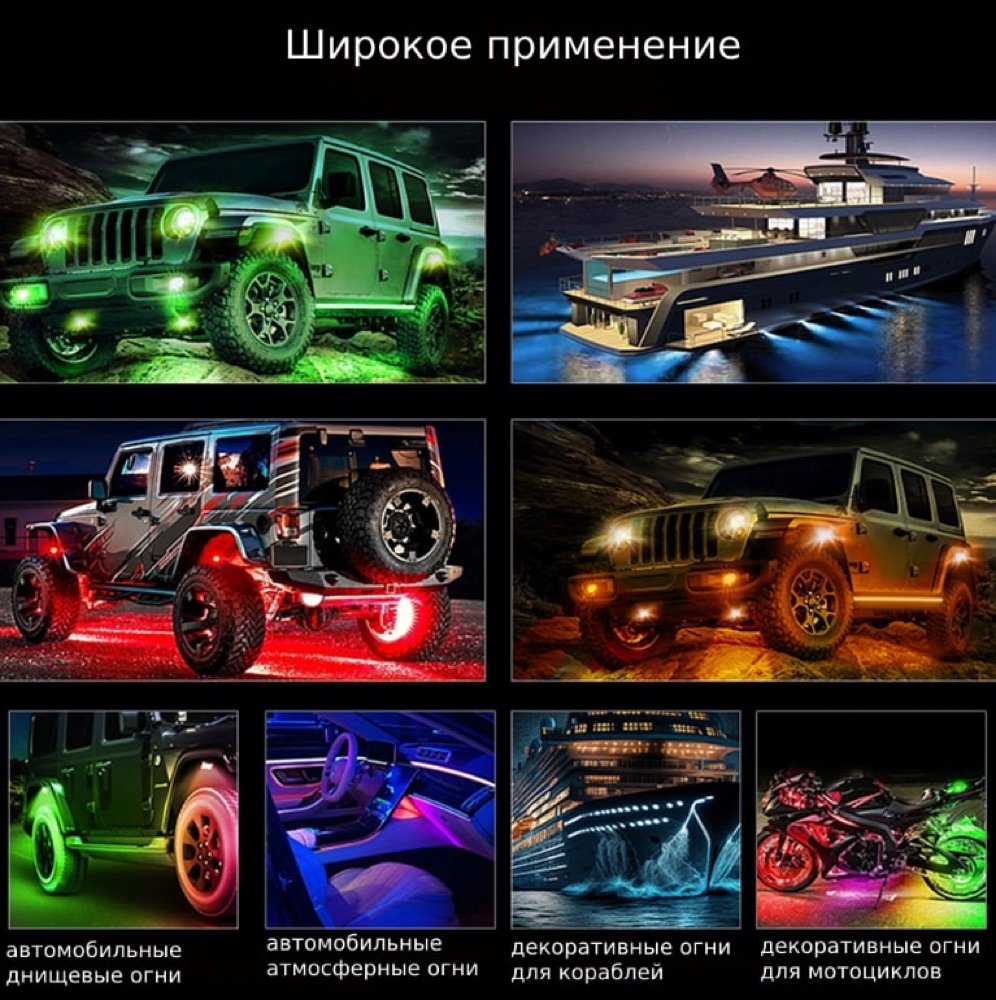 Широкое применение
автомобильные
днищевые огни
автомобильные
атмосферные огни
декоративные огни
для кораблей
декоративные огни
для мотоциклов